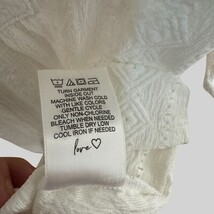 TURN GARMENT
INSIDE OUT
MACHINE WASH COLD
WITH LIKE COLORS
GENTLE CYCLE
ONLY NON-CHLORINE
BLEACH WHEN NEEDED
TUMBLE DRY LOW
COOL IRON IF NEEDED
love♡